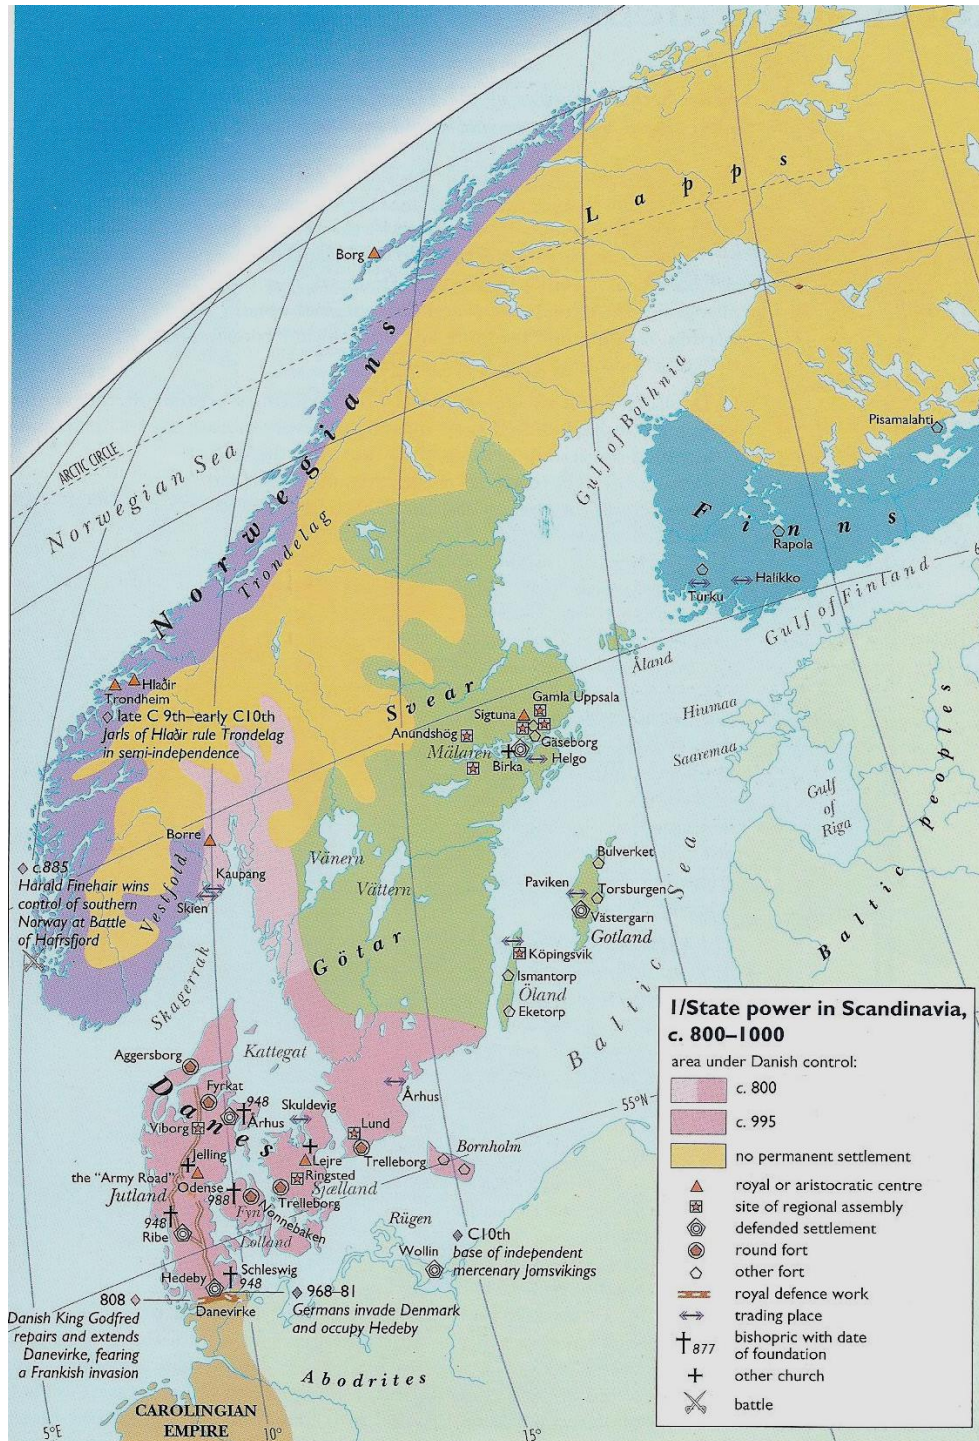 Lapps
Borg
Norwegians
ARCTIC CIRCLE
Norwegian Sea
Gulf of Bothnia
Pisamalahti
Finns
Rapola
Trondelag
Halikko
Turku
Gulf of Finland
Åland
Hlaðir
Trondheim
late C 9th–early C10th
Jarls of Hlaðir rule Trondelag
in semi-independence
Svear
Gamla Uppsala
Sigtuna
Anundshög
Mälaren
Gåseborg
Birka
Helgo
Hiumaa
Saaremaa
Gulf
of
Riga
Baltic peoples
Borre
Vänern
Vättern
Kaupang
Vestfold
Skien
c.885
Harald Finehair wins
control of southern
Norway at Battle
of Hafrsfjord
Bulverket
Paviken
Torsburgen
Västergarn
Gotland
Götar
Köpingsvik
Ismantorp
Öland
Eketorp
Baltic Sea
Skagerrak
Kattegat
Aggersborg
Danes
Fyrkat
948
Århus
Skuldevig
Århus
Viborg
Lund
55°N
Jelling
Lejre
Trelleborg
Bornholm
the "Army Road"
Ringsted
Jutland
Odense
988
Sjælland
Trelleborg
Fyn
Nonnebaken
948
Ribe
Lolland
Rügen
C10th
base of independent
mercenary Jomsvikings
Wollin
Hedeby
Schleswig
948
808
Danevirke
968–81
Germans invade Denmark
and occupy Hedeby
Danish King Godfred
repairs and extends
Danevirke, fearing
a Frankish invasion
Abodrites
CAROLINGIAN
EMPIRE
5°E
10°
15°
1/State power in Scandinavia,
c. 800–1000
area under Danish control:
c. 800
c. 995
no permanent settlement
royal or aristocratic centre
site of regional assembly
defended settlement
round fort
other fort
royal defence work
trading place
877 bishopric with date
of foundation
other church
battle